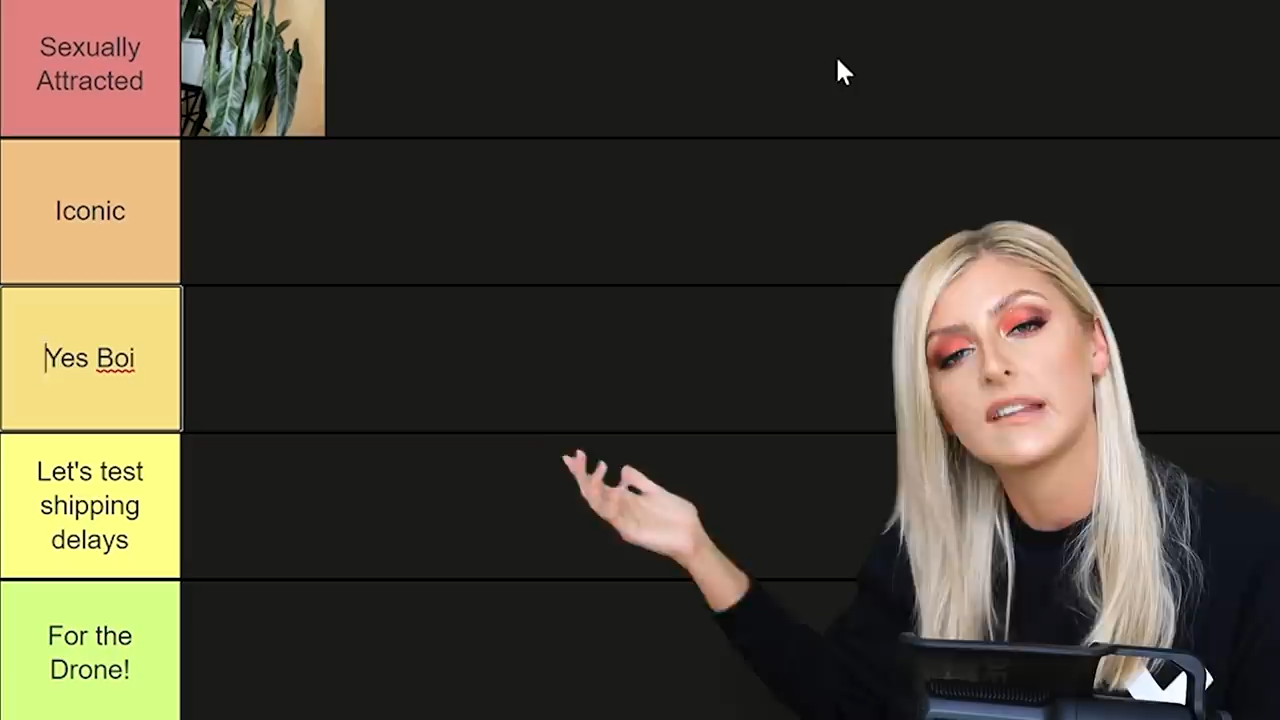 Sexually
Attracted
Iconic
Yes Boi
Let's test
shipping
delays
For the
Drone!